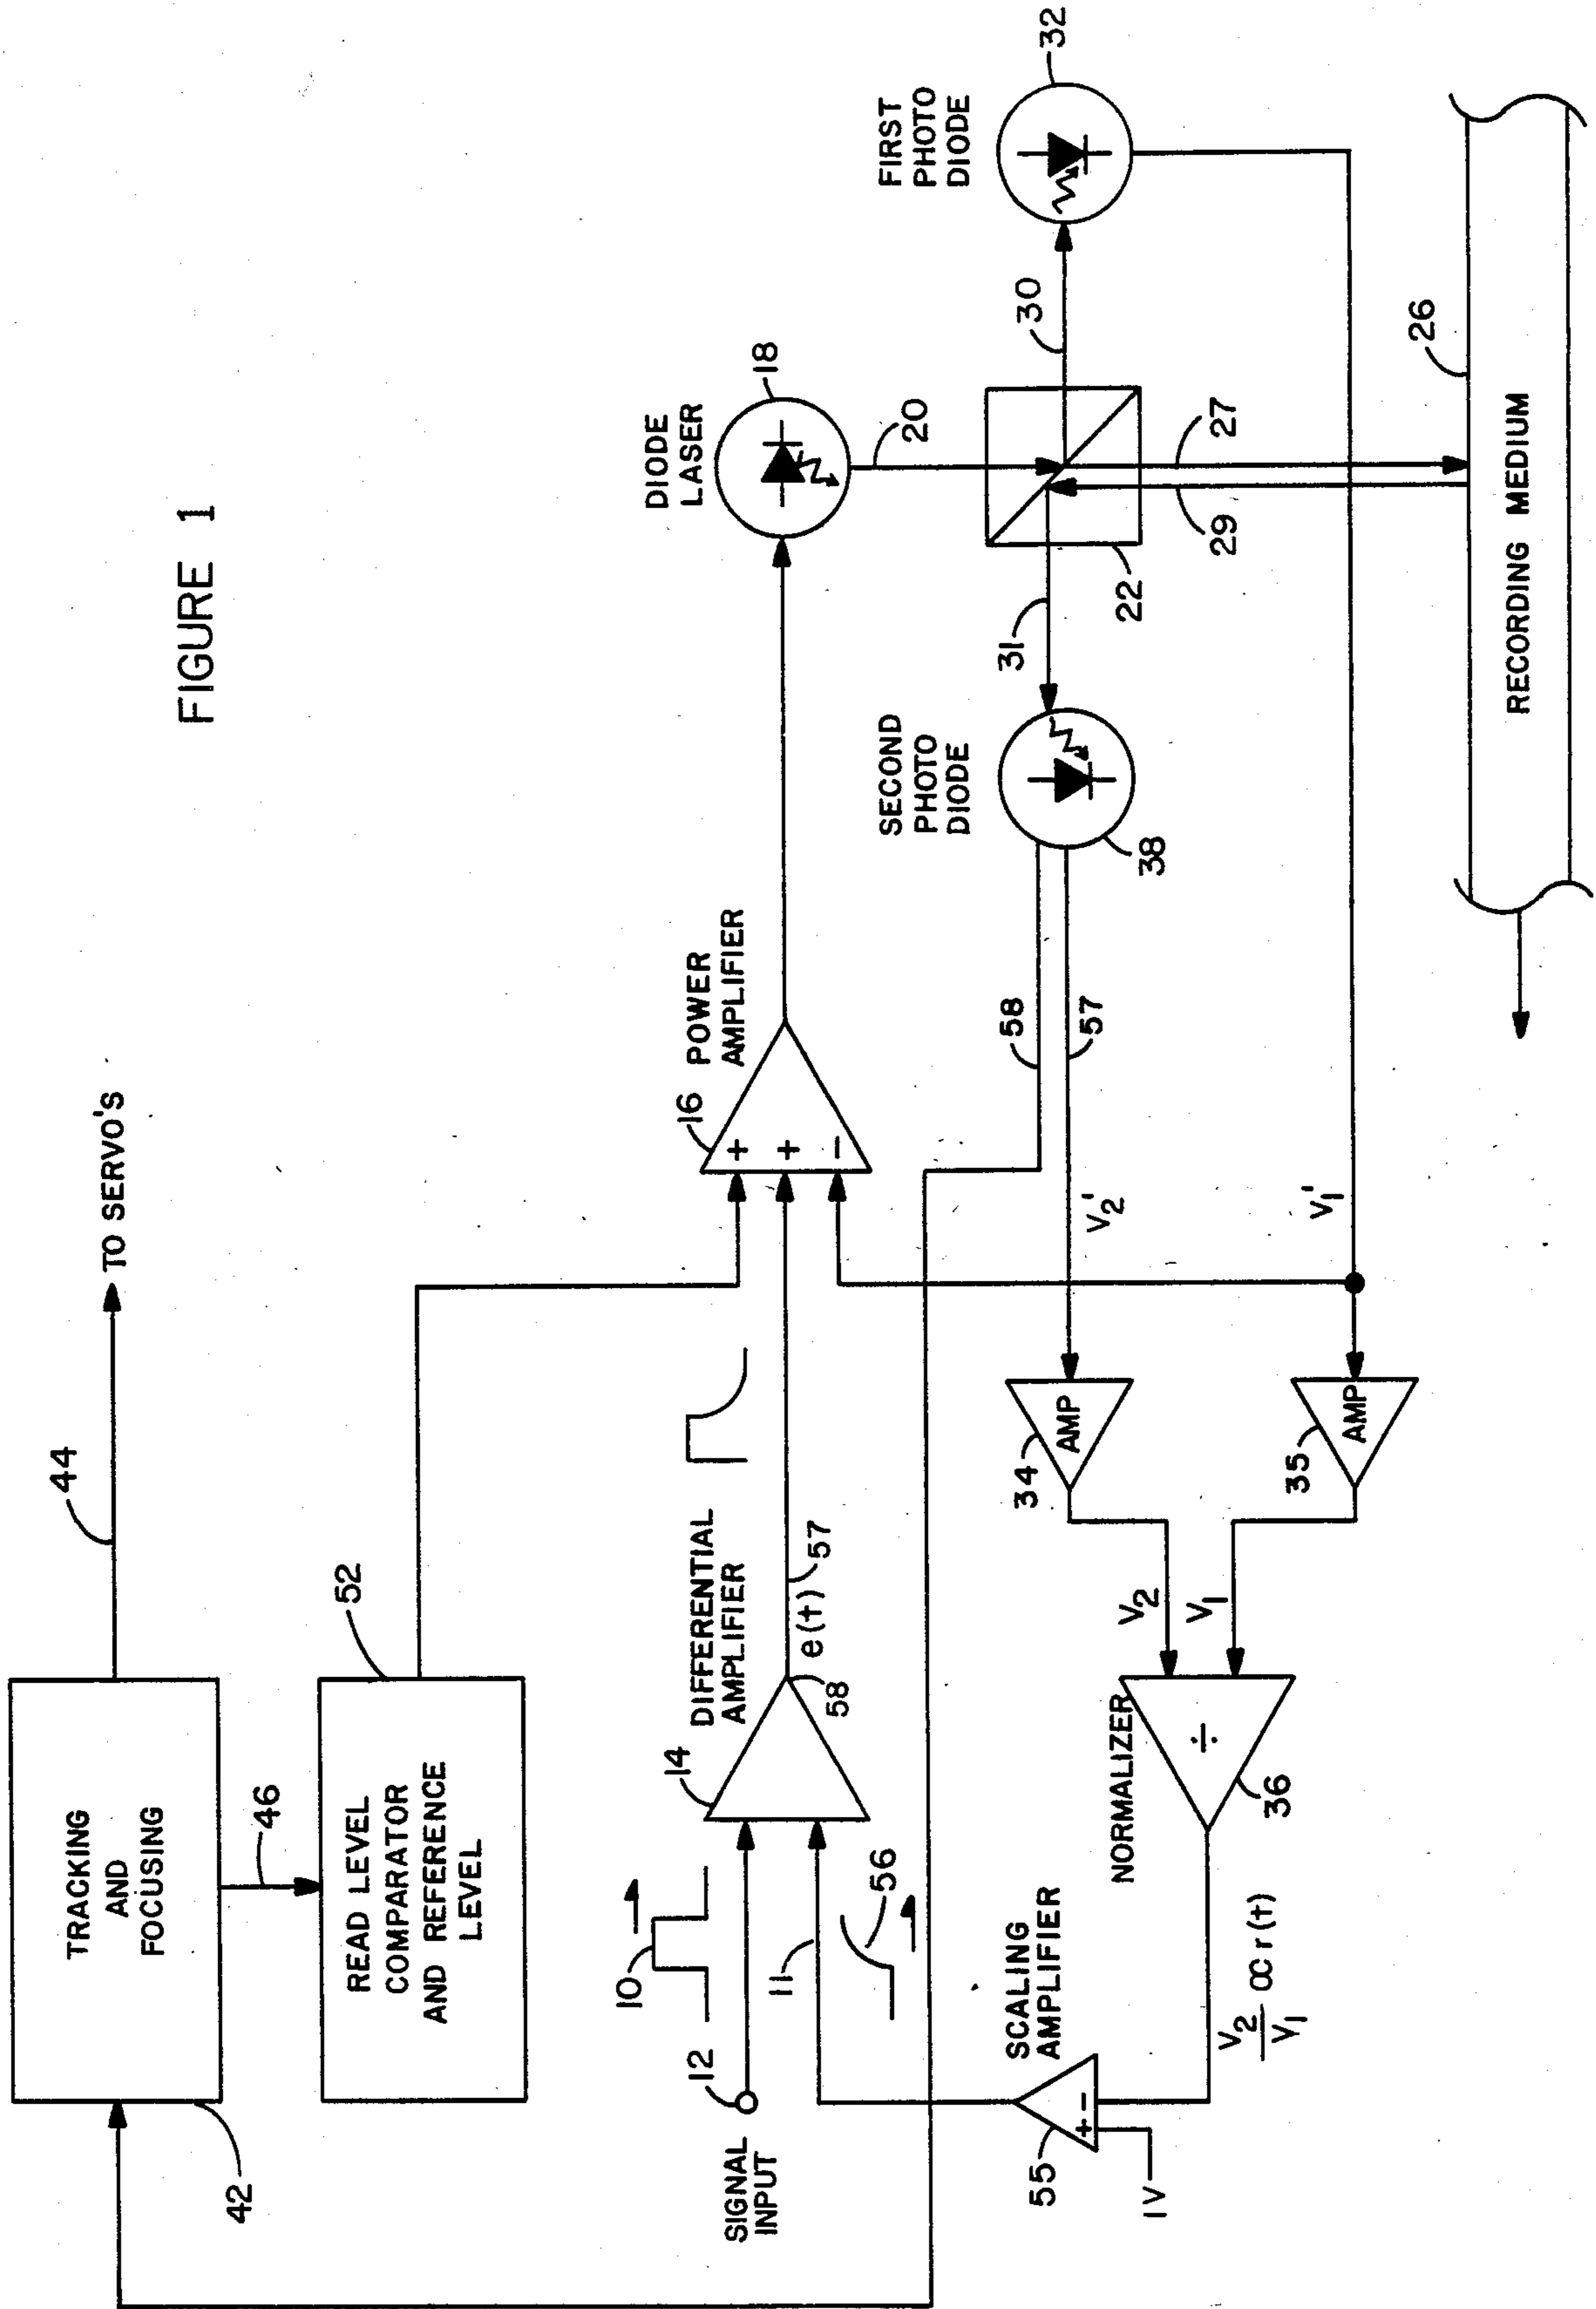 FIGURE 1
TRACKING
AND
FOCUSING
42
44
TO SERVO'S
46
READ LEVEL
COMPARATOR
AND REFERENCE
LEVEL
52
SIGNAL
INPUT
12
10
11
56
14
DIFFERENTIAL
AMPLIFIER
58
e(t)
57
16
POWER
AMPLIFIER
+
+
−
DIODE
LASER
18
20
SCALING
AMPLIFIER
55
+ −
1V
V2/V1 ∝ r(t)
NORMALIZER
÷
36
V2
V1
34
AMP
35
AMP
V2'
V1'
58
57
SECOND
PHOTO
DIODE
38
31
22
30
FIRST
PHOTO
DIODE
32
29
27
26
RECORDING MEDIUM